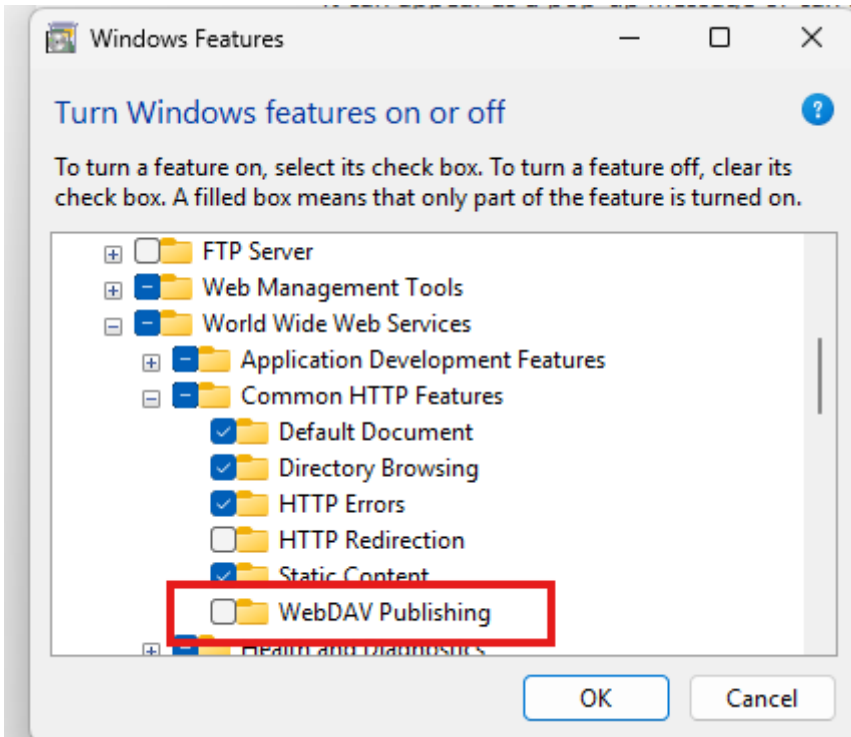 Windows Features
Turn Windows features on or off
?
To turn a feature on, select its check box. To turn a feature off, clear its
check box. A filled box means that only part of the feature is turned on.
FTP Server
Web Management Tools
World Wide Web Services
Application Development Features
Common HTTP Features
Default Document
Directory Browsing
HTTP Errors
HTTP Redirection
Static Content
WebDAV Publishing
Health and Diagnostics
OK
Cancel